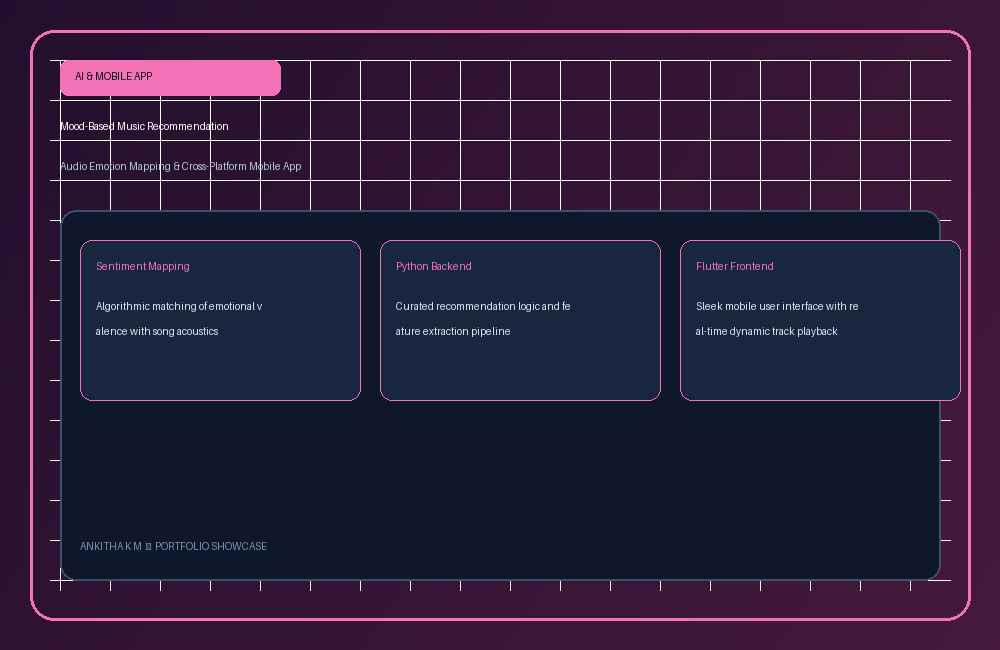 AI & MOBILE APP
Mood-Based Music Recommendation
Audio Emotion Mapping & Cross-Platform Mobile App
Sentiment Mapping
Algorithmic matching of emotional v
alence with song acoustics
Python Backend
Curated recommendation logic and fe
ature extraction pipeline
Flutter Frontend
Sleek mobile user interface with re
al-time dynamic track playback
ANKITHA K M ▯ PORTFOLIO SHOWCASE